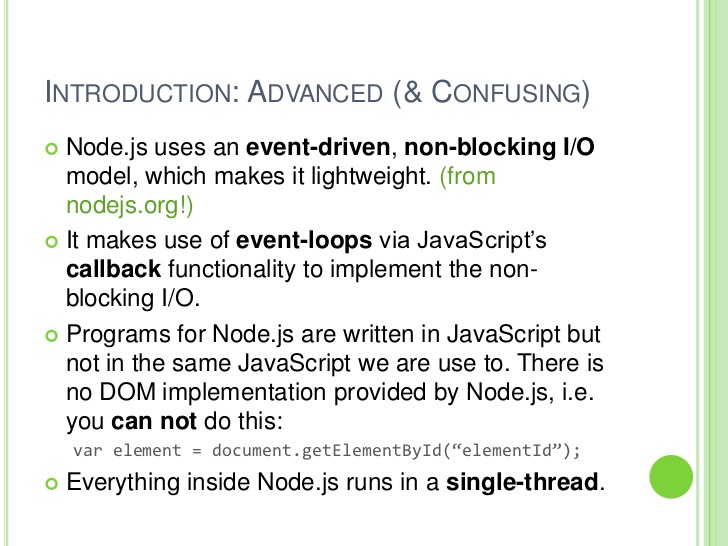 INTRODUCTION: ADVANCED (& CONFUSING)
Node.js uses an event-driven, non-blocking I/O
model, which makes it lightweight. (from
nodejs.org!)
It makes use of event-loops via JavaScript’s
callback functionality to implement the non-
blocking I/O.
Programs for Node.js are written in JavaScript but
not in the same JavaScript we are use to. There is
no DOM implementation provided by Node.js, i.e.
you can not do this:
var element = document.getElementById(“elementId”);
Everything inside Node.js runs in a single-thread.